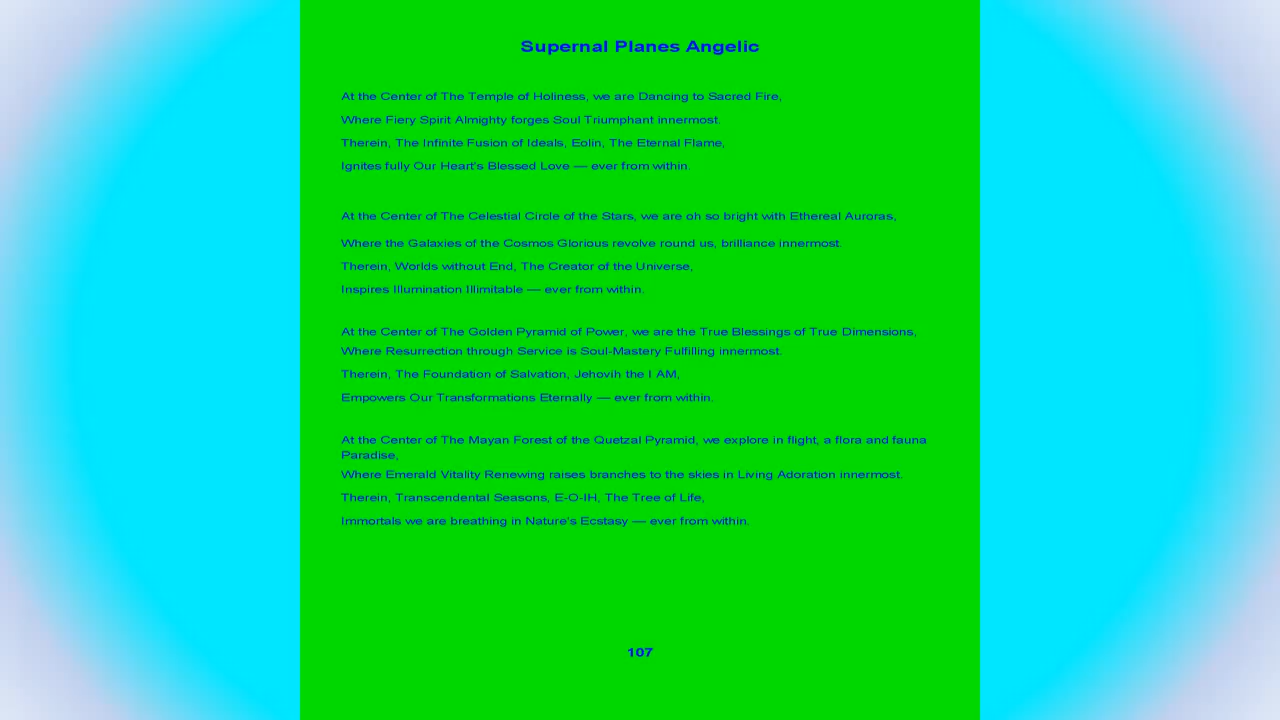 Supernal Planes Angelic
At the Center of The Temple of Holiness, we are Dancing to Sacred Fire,
Where Fiery Spirit Almighty forges Soul Triumphant innermost.
Therein, The Infinite Fusion of Ideals, Eolin, The Eternal Flame,
Ignites fully Our Heart's Blessed Love — ever from within.
At the Center of The Celestial Circle of the Stars, we are oh so bright with Ethereal Auroras,
Where the Galaxies of the Cosmos Glorious revolve round us, brilliance innermost.
Therein, Worlds without End, The Creator of the Universe,
Inspires Illumination Illimitable — ever from within.
At the Center of The Golden Pyramid of Power, we are the True Blessings of True Dimensions,
Where Resurrection through Service is Soul-Mastery Fulfilling innermost.
Therein, The Foundation of Salvation, Jehovih the I AM,
Empowers Our Transformations Eternally — ever from within.
At the Center of The Mayan Forest of the Quetzal Pyramid, we explore in flight, a flora and fauna
Paradise,
Where Emerald Vitality Renewing raises branches to the skies in Living Adoration innermost.
Therein, Transcendental Seasons, E-O-IH, The Tree of Life,
Immortals we are breathing in Nature's Ecstasy — ever from within.
107